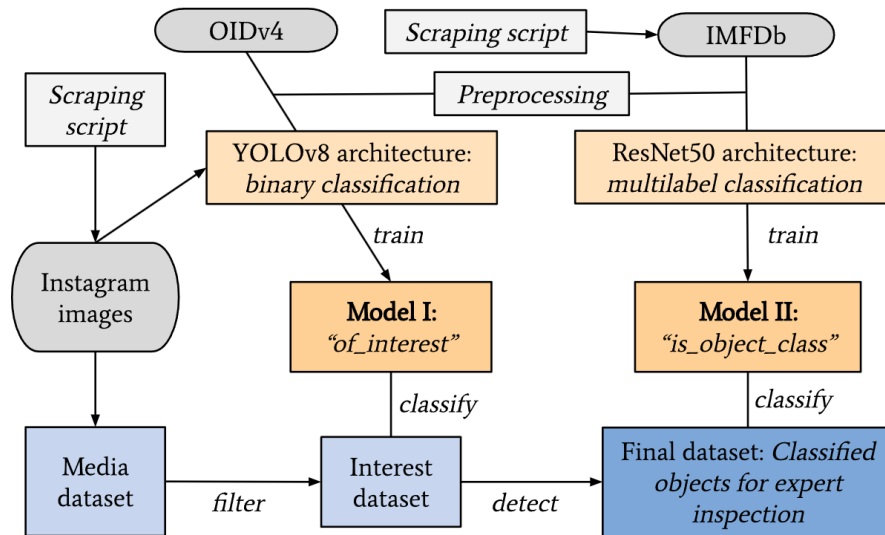 OIDv4
Scraping script
IMFDb
Scraping
script
Preprocessing
YOLOv8 architecture:
binary classification
ResNet50 architecture:
multilabel classification
train
train
Instagram
images
Model I:
“of_interest”
Model II:
“is_object_class”
classify
classify
Media
dataset
filter
Interest
dataset
detect
Final dataset: Classified
objects for expert
inspection